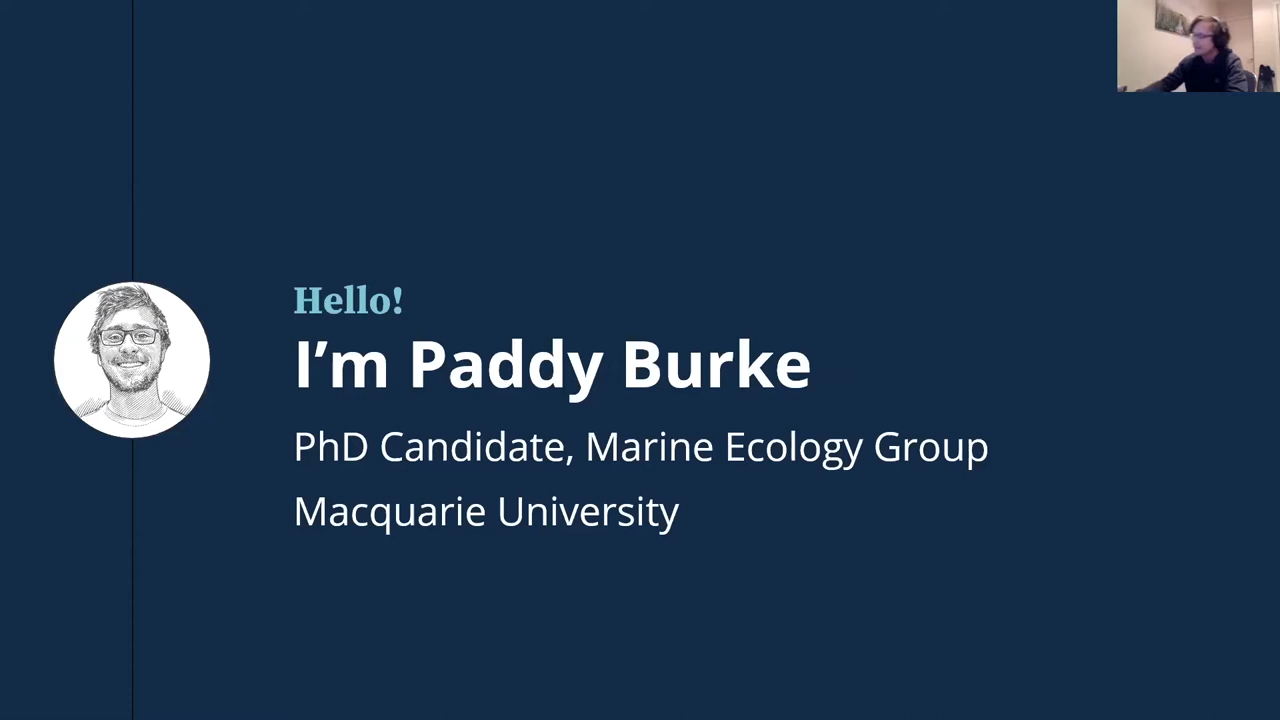 Hello!
I’m Paddy Burke
PhD Candidate, Marine Ecology Group
Macquarie University